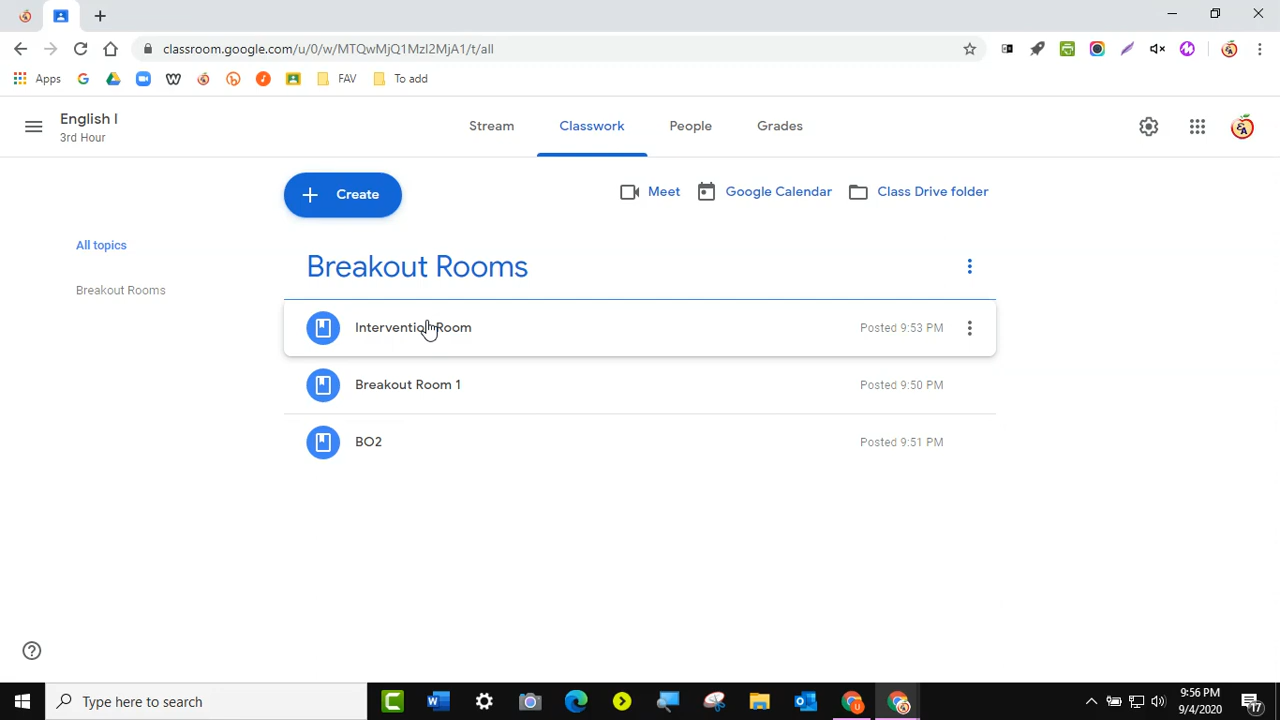 classroom.google.com/u/0/w/MTQwMjQ1MzI2MjA1/t/all
Apps
FAV
To add
English I
3rd Hour
Stream
Classwork
People
Grades
Create
Meet
Google Calendar
Class Drive folder
All topics
Breakout Rooms
Breakout Rooms
Intervention Room
Posted 9:53 PM
Breakout Room 1
Posted 9:50 PM
BO2
Posted 9:51 PM
Type here to search
9:56 PM
9/4/2020
17